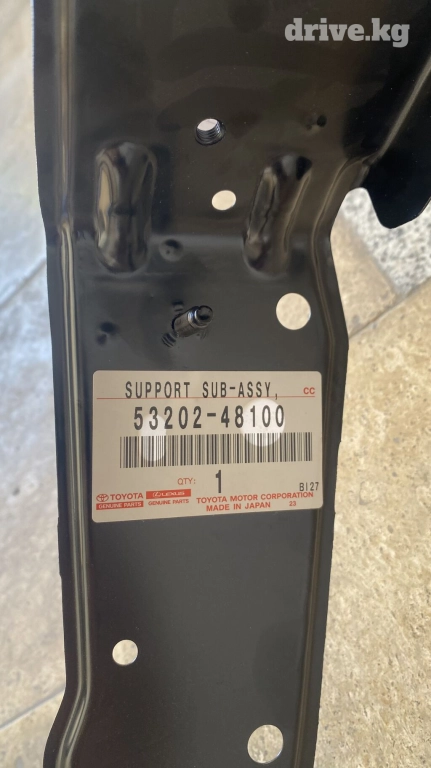 drive.kg
SUPPORT SUB-ASSY, CC
53202-48100
QTY: 1 BI27
TOYOTA LEXUS TOYOTA MOTOR CORPORATION
GENUINE PARTS GENUINE PARTS MADE IN JAPAN 23